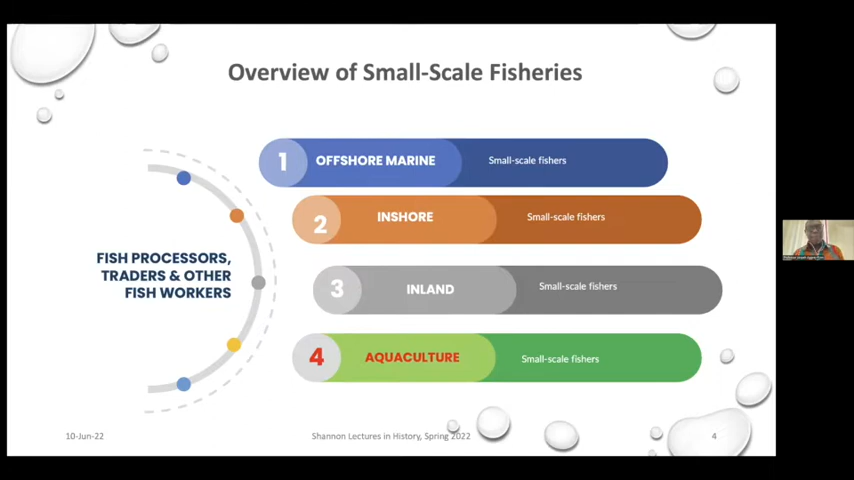 Overview of Small-Scale Fisheries
1 OFFSHORE MARINE Small-scale fishers
2 INSHORE Small-scale fishers
FISH PROCESSORS,
TRADERS & OTHER
FISH WORKERS
3 INLAND Small-scale fishers
4 AQUACULTURE Small-scale fishers
10-Jun-22 Shannon Lectures in History, Spring 2022 4